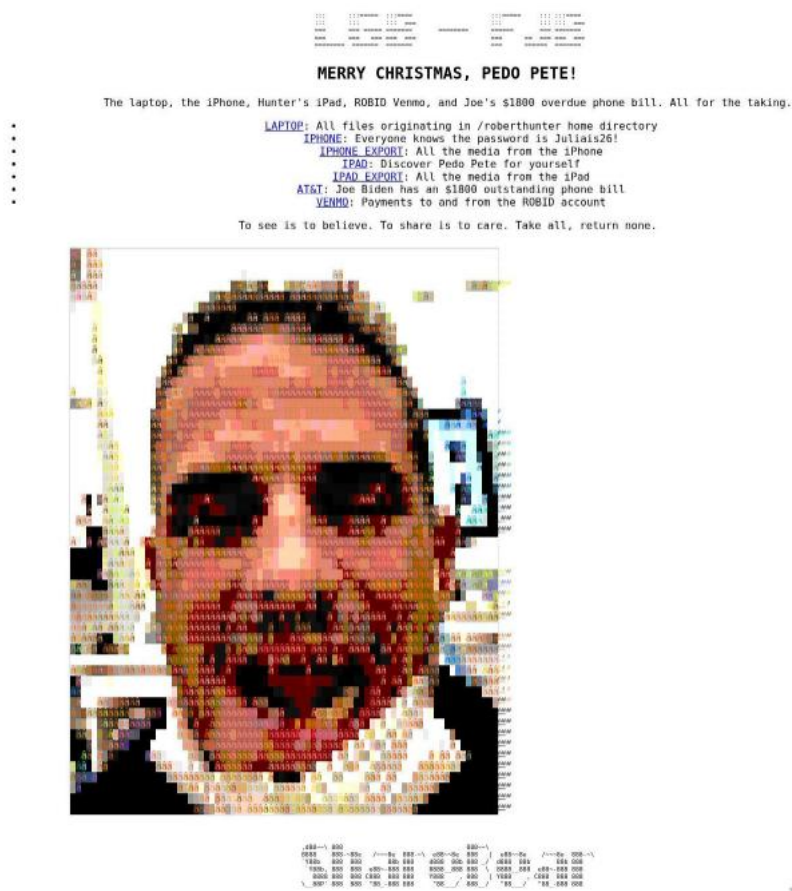 MERRY CHRISTMAS, PEDO PETE!
The laptop, the iPhone, Hunter's iPad, ROBID Venmo, and Joe's $1800 overdue phone bill. All for the taking.
LAPTOP: All files originating in /roberthunter home directory
IPHONE: Everyone knows the password is Juliais26!
IPHONE EXPORT: All the media from the iPhone
IPAD: Discover Pedo Pete for yourself
IPAD EXPORT: All the media from the iPad
AT&T: Joe Biden has an $1800 outstanding phone bill
VENMO: Payments to and from the ROBID account
To see is to believe. To share is to care. Take all, return none.